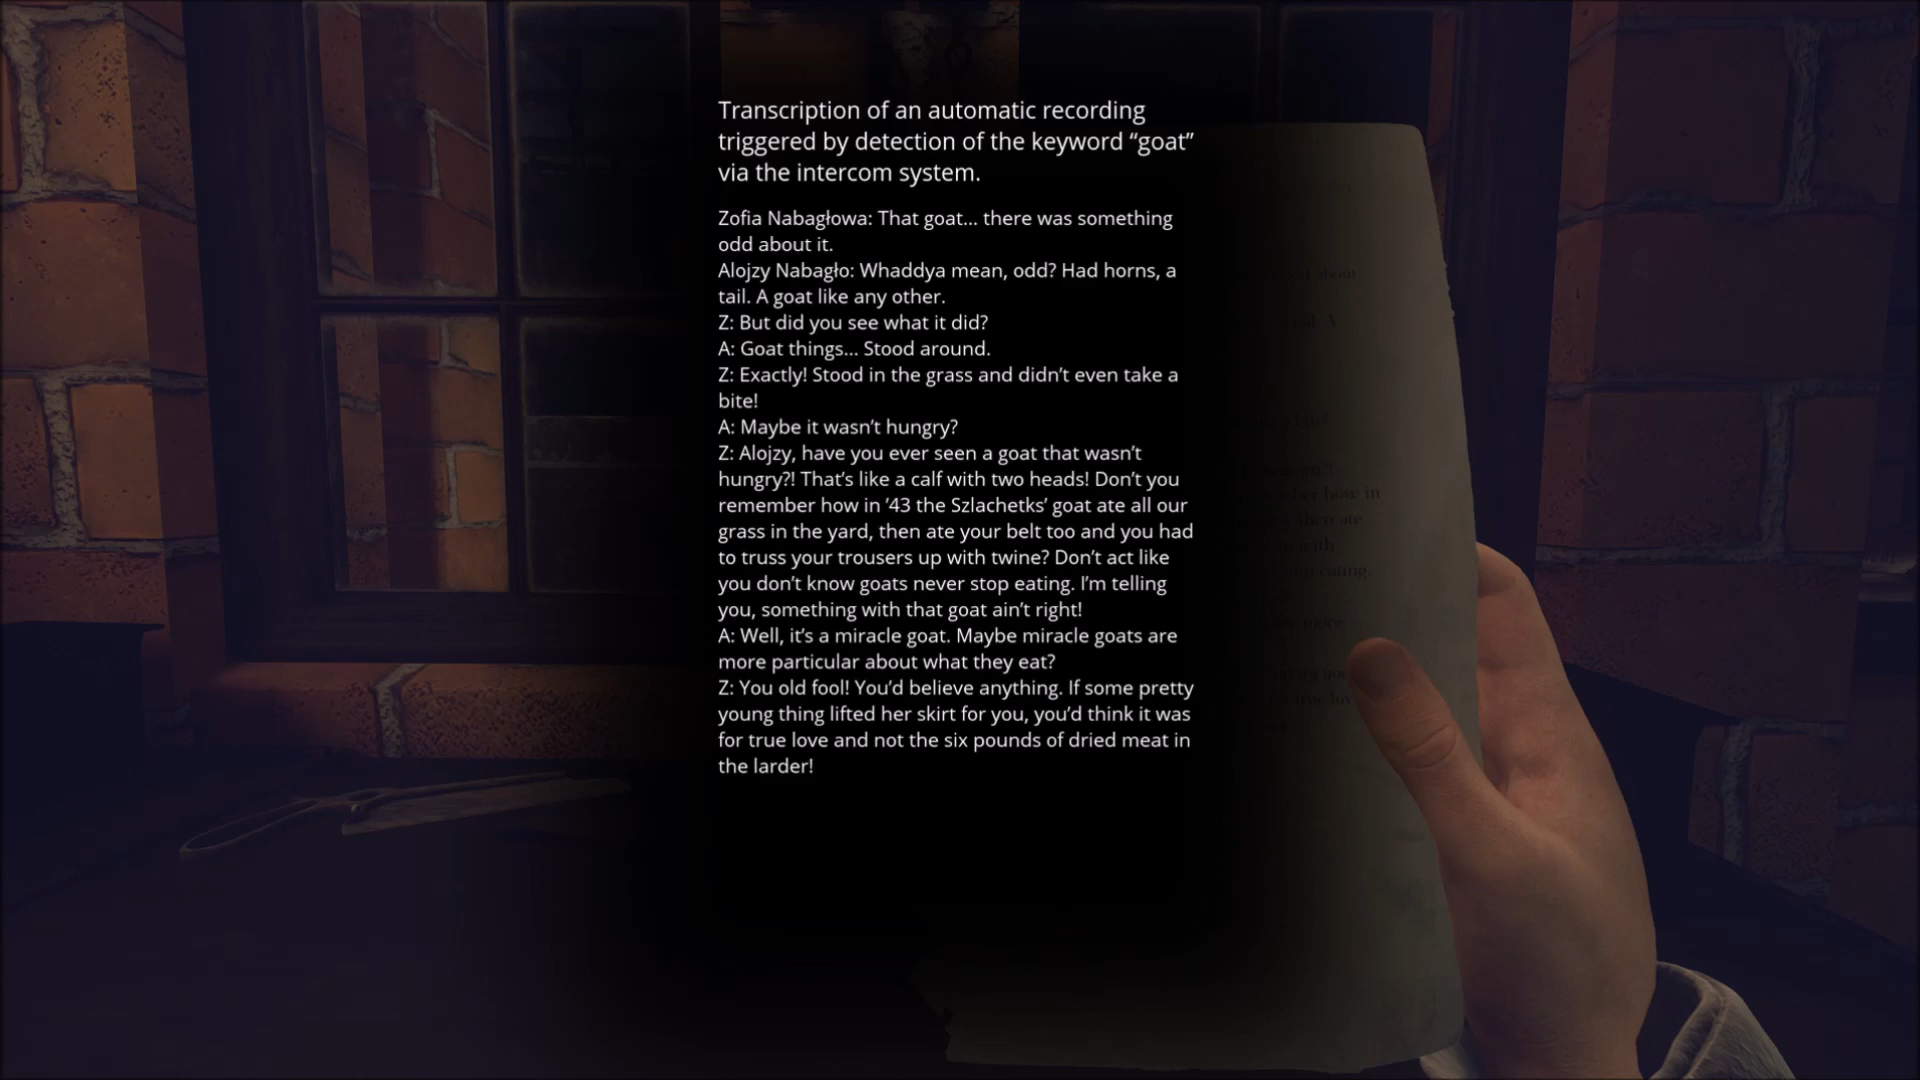 Transcription of an automatic recording
triggered by detection of the keyword “goat”
via the intercom system.
Zofia Nabagłowa: That goat... there was something
odd about it.
Alojzy Nabagło: Whaddya mean, odd? Had horns, a
tail. A goat like any other.
Z: But did you see what it did?
A: Goat things... Stood around.
Z: Exactly! Stood in the grass and didn’t even take a
bite!
A: Maybe it wasn’t hungry?
Z: Alojzy, have you ever seen a goat that wasn’t
hungry?! That’s like a calf with two heads! Don’t you
remember how in ’43 the Szlachetks’ goat ate all our
grass in the yard, then ate your belt too and you had
to truss your trousers up with twine? Don’t act like
you don’t know goats never stop eating. I’m telling
you, something with that goat ain’t right!
A: Well, it’s a miracle goat. Maybe miracle goats are
more particular about what they eat?
Z: You old fool! You’d believe anything. If some pretty
young thing lifted her skirt for you, you’d think it was
for true love and not the six pounds of dried meat in
the larder!